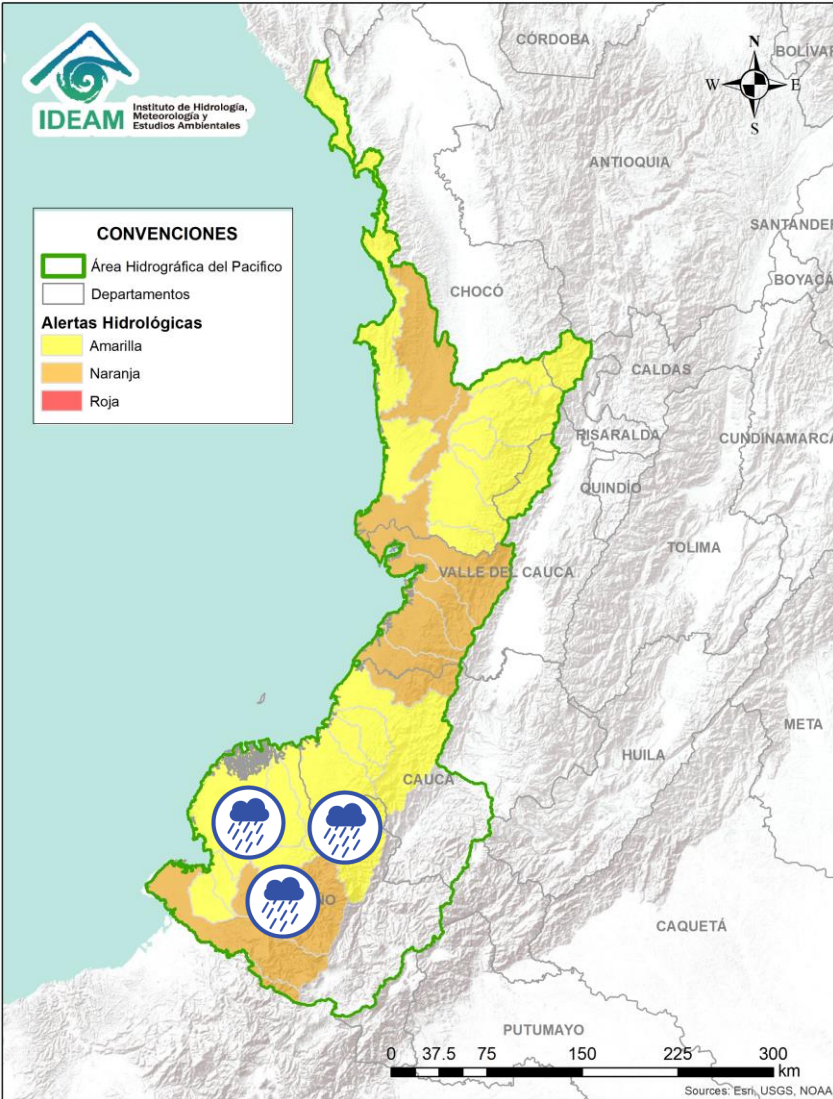 IDEAM
Instituto de Hidrología,
Meteorología y
Estudios Ambientales
CÓRDOBA
BOLÍVAR
N
W
E
S
ANTIOQUIA
SANTANDER
CONVENCIONES
Área Hidrográfica del Pacifico
Departamentos
Alertas Hidrológicas
Amarilla
Naranja
Roja
BOYACÁ
CHOCÓ
CALDAS
RISARALDA
CUNDINAMARCA
QUINDÍO
TOLIMA
VALLE DEL CAUCA
META
HUILA
CAUCA
ÑO
CAQUETÁ
PUTUMAYO
0 37.5 75 150 225 300
km
Sources: Esri, USGS, NOAA